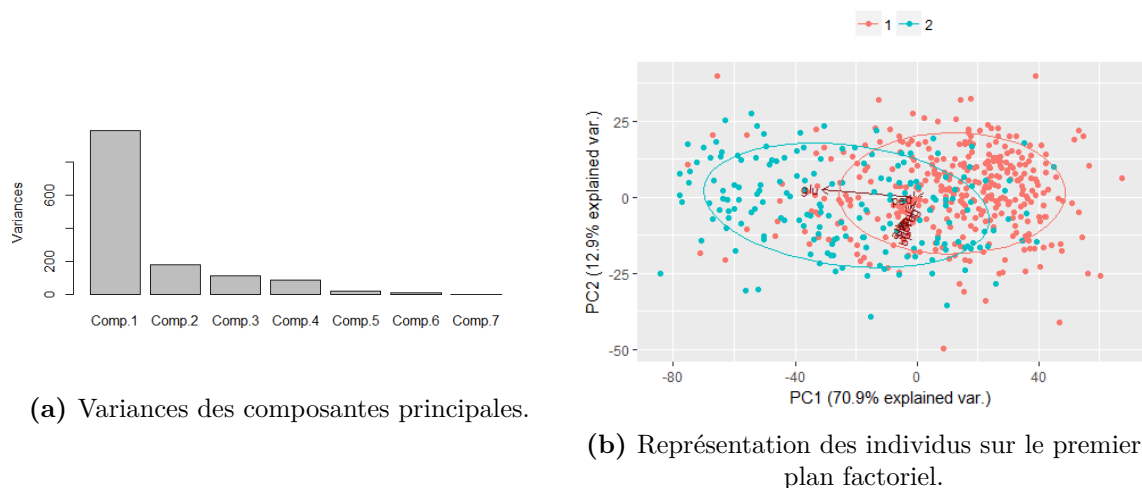 1 2
Variances
0 200 600
Comp.1 Comp.2 Comp.3 Comp.4 Comp.5 Comp.6 Comp.7
(a) Variances des composantes principales.
PC2 (12.9% explained var.)
25
0
-25
-50
glu
-80 -40 0 40
PC1 (70.9% explained var.)
(b) Représentation des individus sur le premier
plan factoriel.